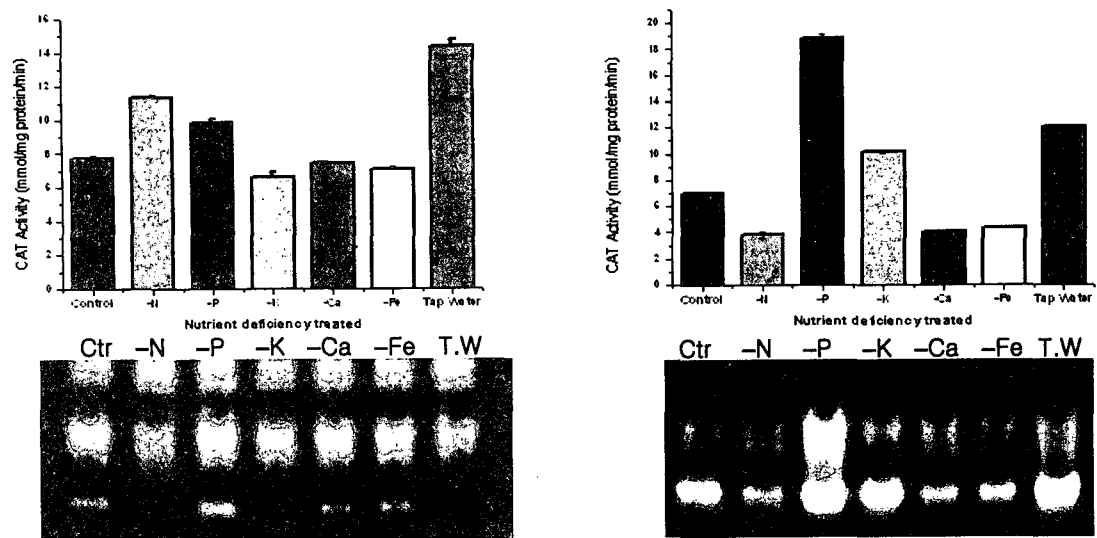 CAT Activity (mmol/mg protein/min)
16
14
12
10
8
6
4
2
0
Control -N -P -K -Ca -Fe Tap Water
Nutrient deficiency treated
Ctr -N -P -K -Ca -Fe T.W
CAT Activity (mmol/mg protein/min)
20
18
16
14
12
10
8
6
4
2
0
Control -N -P -K -Ca -Fe Tap Water
Nutrient deficiency treated
Ctr -N -P -K -Ca -Fe T.W